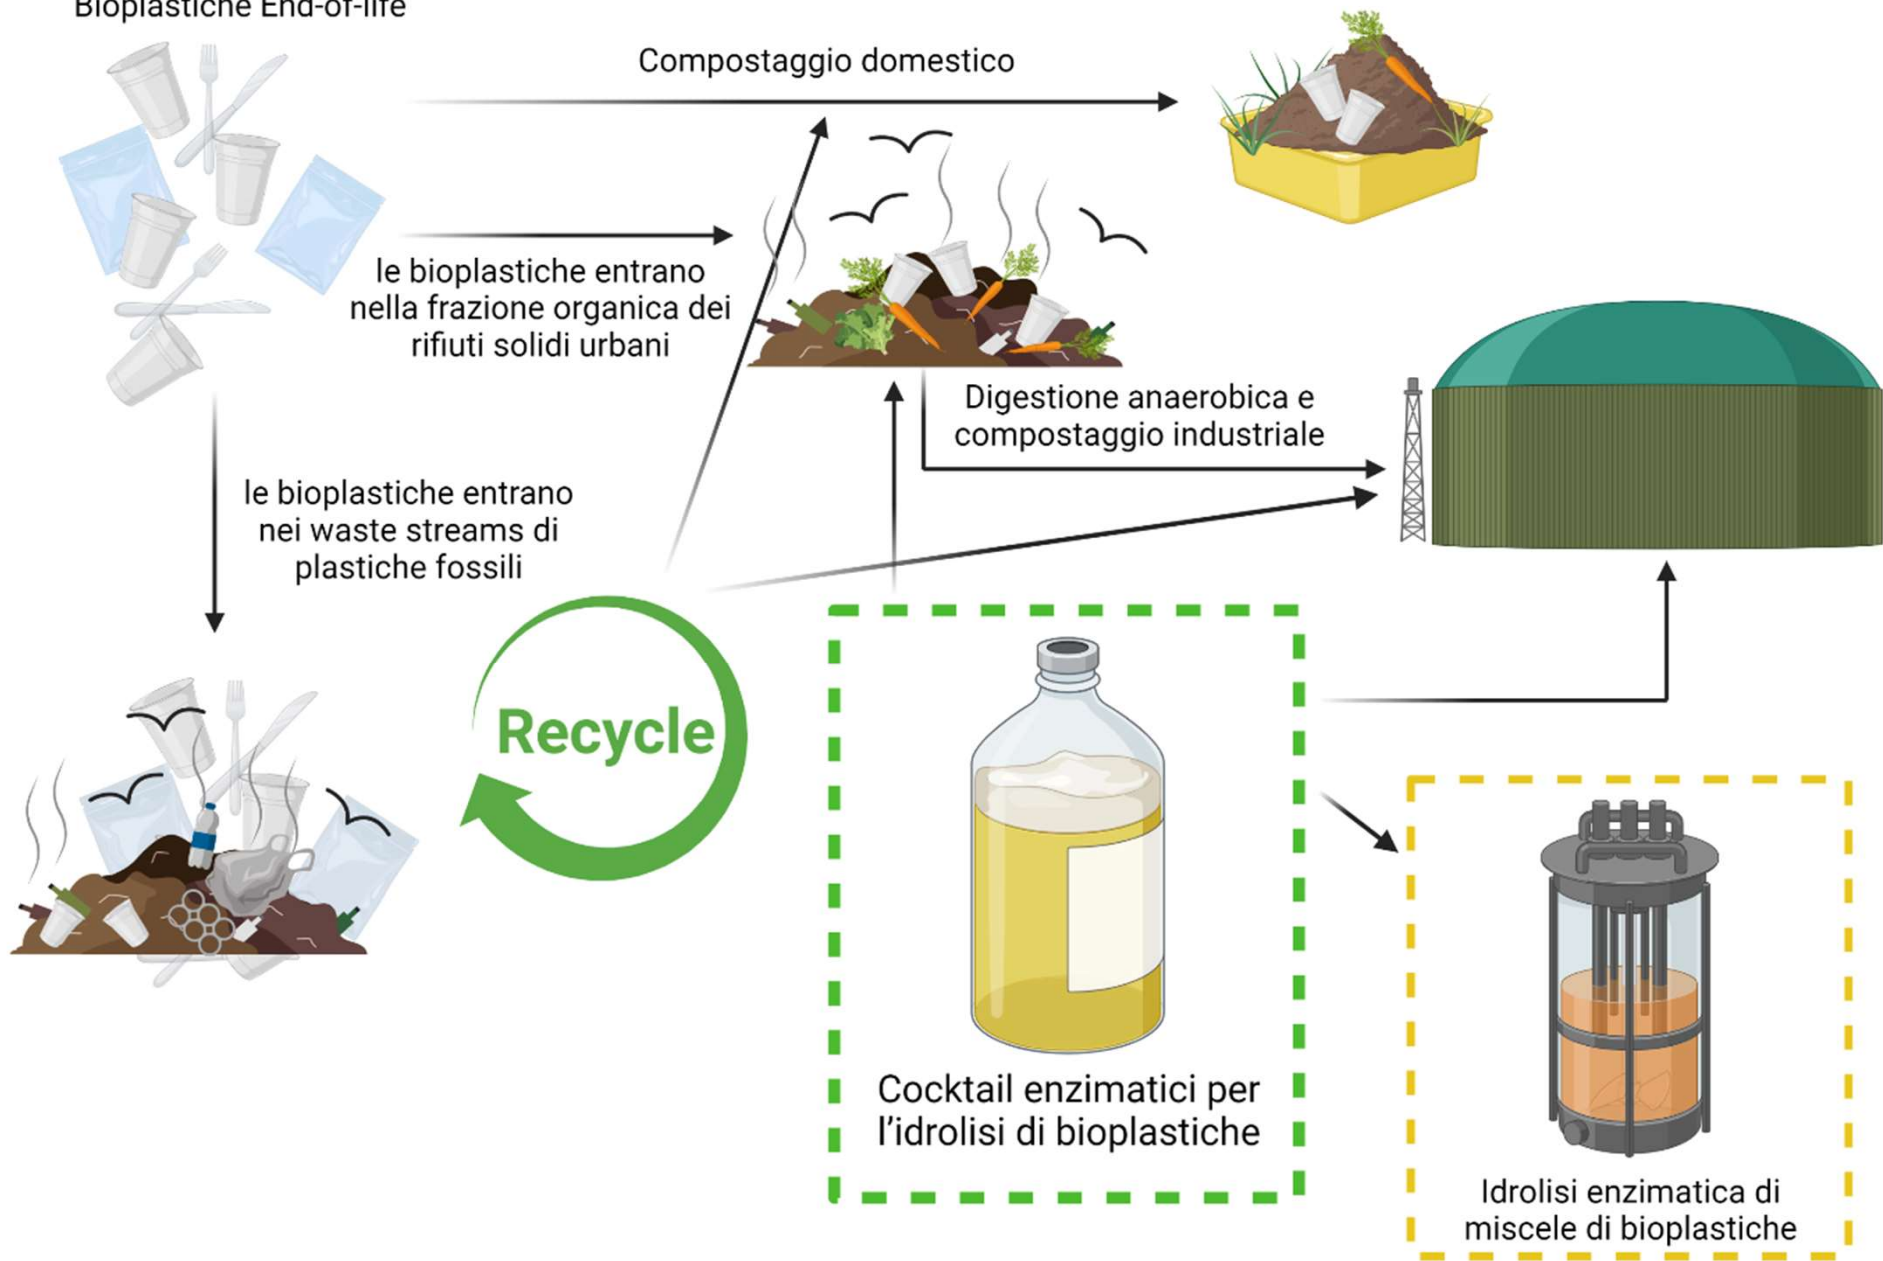 Bioplastiche End-of-life
Compostaggio domestico
le bioplastiche entrano
nella frazione organica dei
rifiuti solidi urbani
Digestione anaerobica e
compostaggio industriale
le bioplastiche entrano
nei waste streams di
plastiche fossili
Recycle
Cocktail enzimatici per
l'idrolisi di bioplastiche
Idrolisi enzimatica di
miscele di bioplastiche